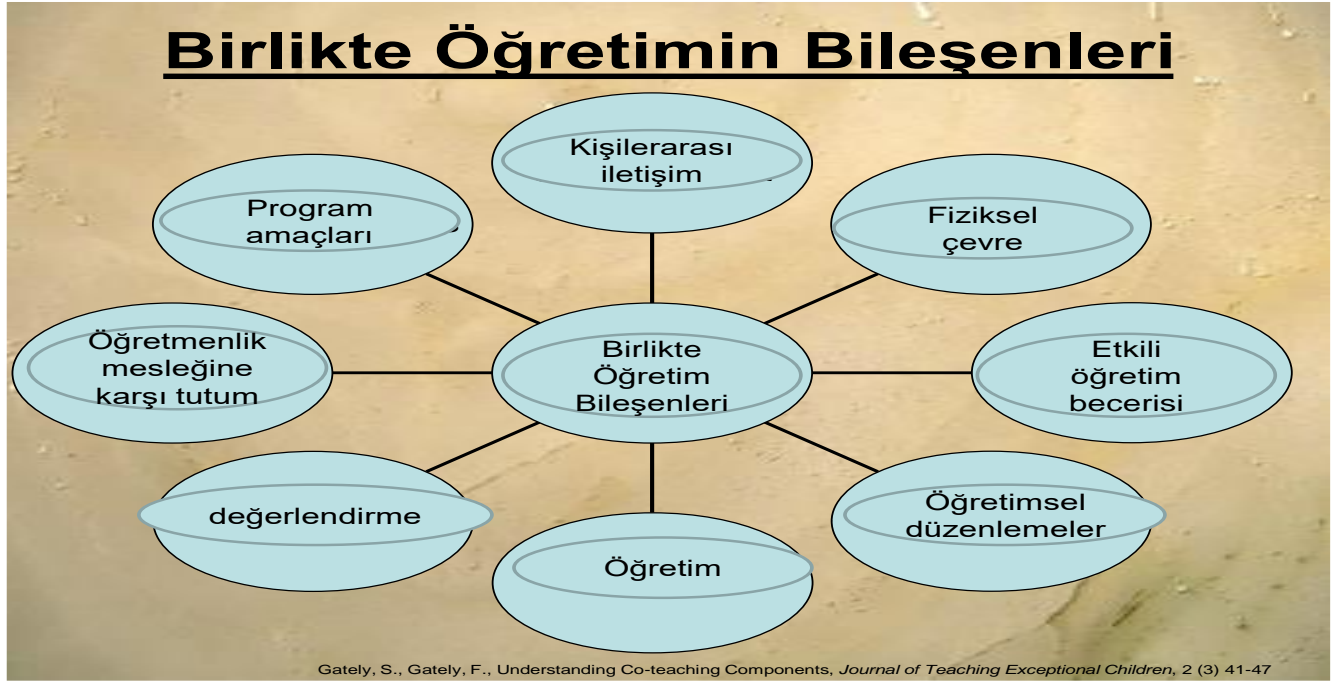 Birlikte Öğretimin Bileşenleri
Kişilerarası
iletişim
Program
amaçları
Fiziksel
çevre
Öğretmenlik
mesleğine
karşı tutum
Birlikte
Öğretim
Bileşenleri
Etkili
öğretim
becerisi
değerlendirme
Öğretimsel
düzenlemeler
Öğretim
Gately, S., Gately, F., Understanding Co-teaching Components, Journal of Teaching Exceptional Children, 2 (3) 41-47